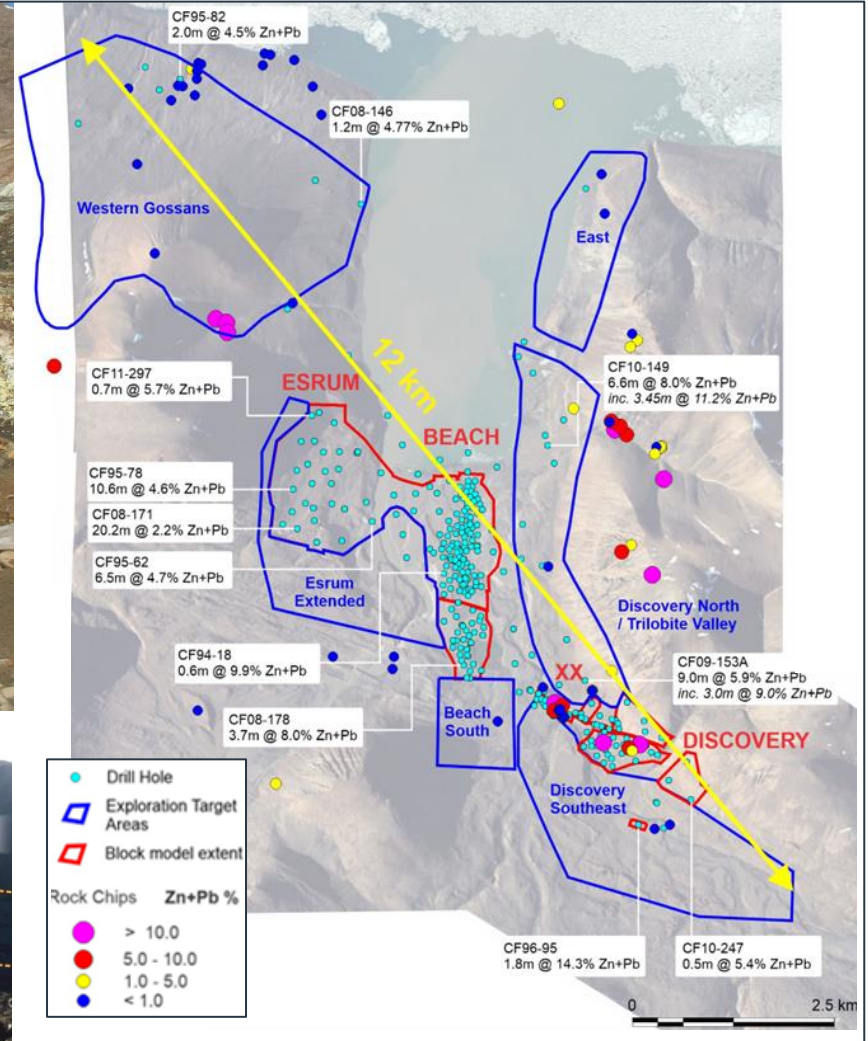 CF95-82
2.0m @ 4.5% Zn+Pb
CF08-146
1.2m @ 4.77% Zn+Pb
Western Gossans
East
12 km
CF11-297
0.7m @ 5.7% Zn+Pb
ESRUM
CF10-149
6.6m @ 8.0% Zn+Pb
inc. 3.45m @ 11.2% Zn+Pb
BEACH
CF95-78
10.6m @ 4.6% Zn+Pb
CF08-171
20.2m @ 2.2% Zn+Pb
CF95-62
6.5m @ 4.7% Zn+Pb
Esrum
Extended
Discovery North
/ Trilobite Valley
CF94-18
0.6m @ 9.9% Zn+Pb
XX
CF09-153A
9.0m @ 5.9% Zn+Pb
inc. 3.0m @ 9.0% Zn+Pb
CF08-178
3.7m @ 8.0% Zn+Pb
Beach
South
DISCOVERY
Discovery
Southeast
Drill Hole
Exploration Target
Areas
Block model extent
Rock Chips Zn+Pb %
> 10.0
5.0 - 10.0
1.0 - 5.0
< 1.0
CF96-95
1.8m @ 14.3% Zn+Pb
CF10-247
0.5m @ 5.4% Zn+Pb
0 2.5 km